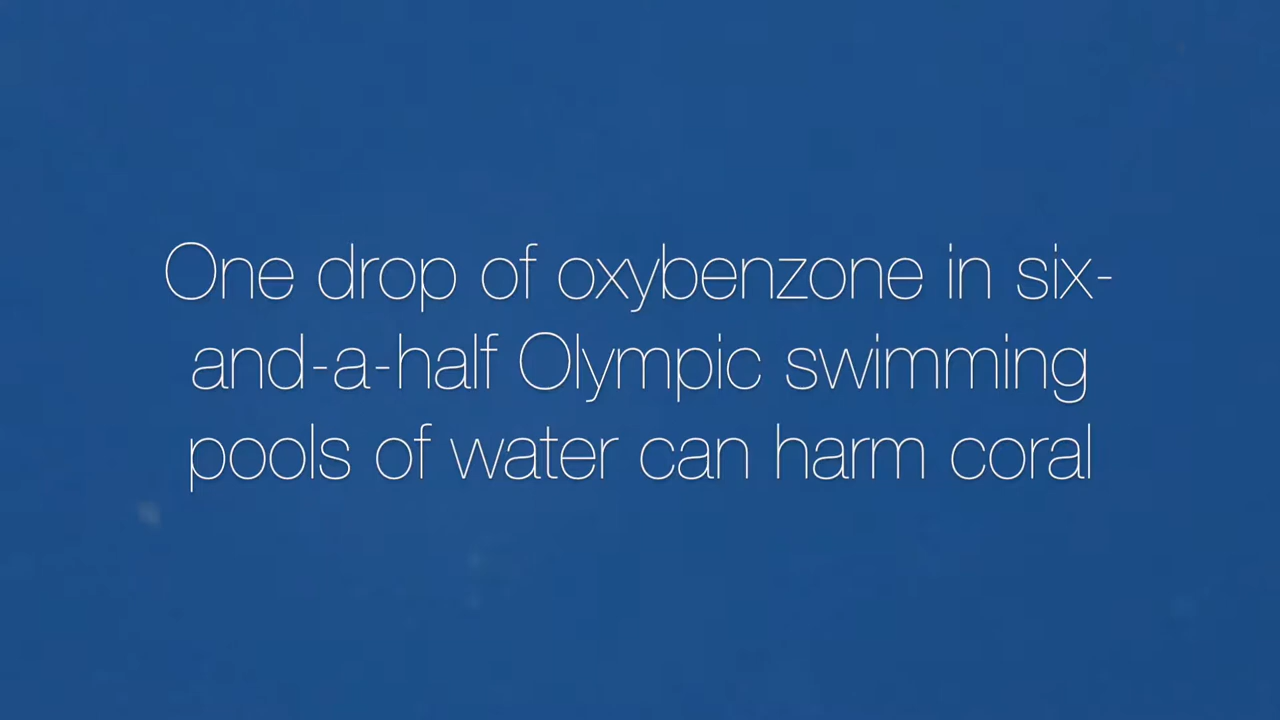 One drop of oxybenzone in six-
and-a-half Olympic swimming
pools of water can harm coral